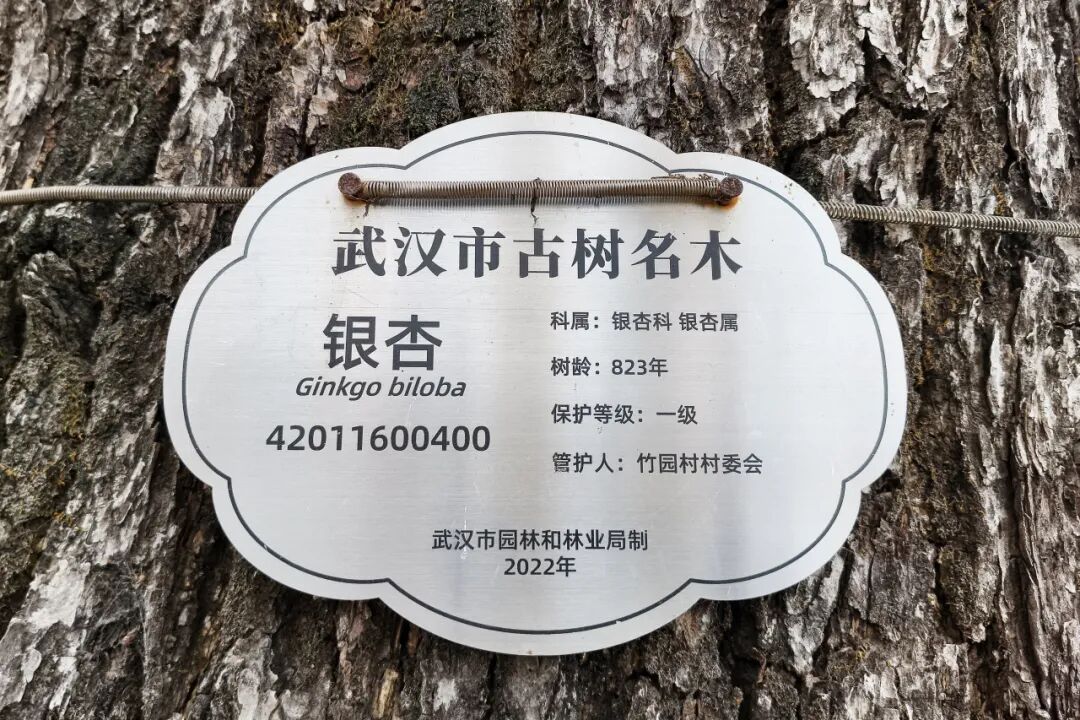 武汉市古树名木
银杏
Ginkgo biloba
42011600400
科属：银杏科 银杏属
树龄：823年
保护等级：一级
管护人：竹园村村委会
武汉市园林和林业局制
2022年